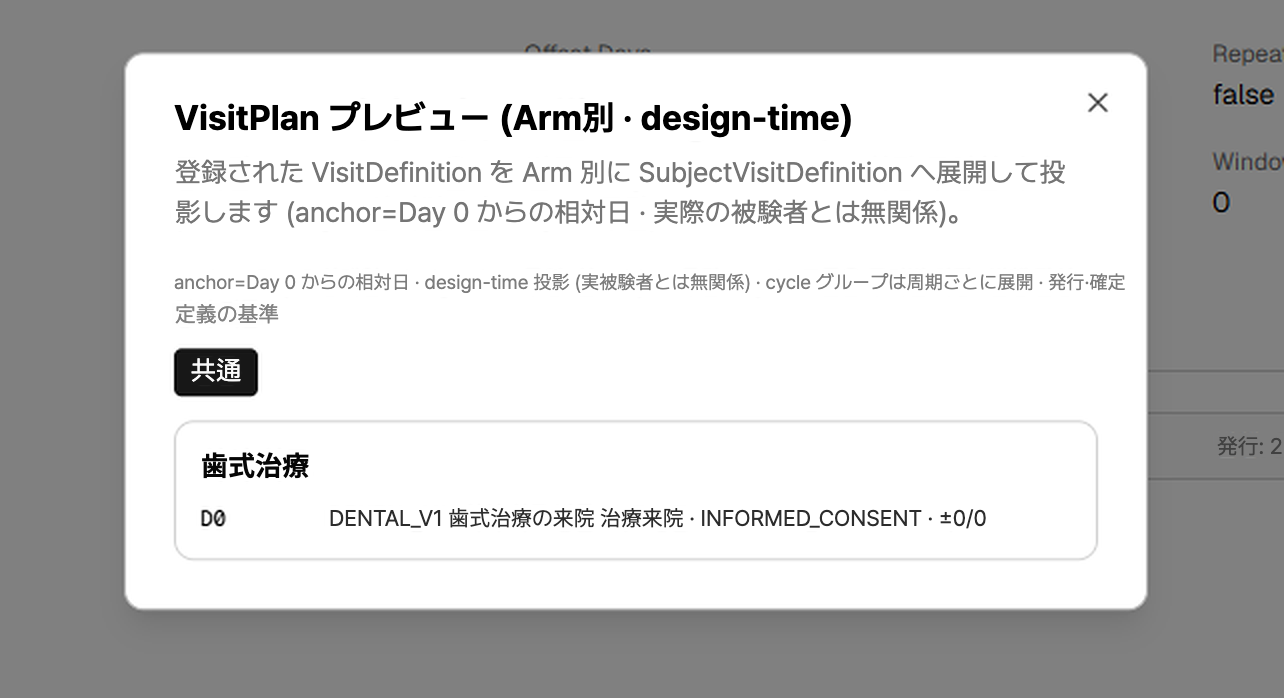 Offset Days
Repeat
false
VisitPlan プレビュー (Arm別 · design-time)
登録された VisitDefinition を Arm 別に SubjectVisitDefinition へ展開して投
影します (anchor=Day 0 からの相対日 · 実際の被験者とは無関係)。
Window
0
anchor=Day 0 からの相対日 · design-time 投影 (実被験者とは無関係) · cycle グループは周期ごとに展開 · 発行·確定
定義の基準
共通
発行: 2
歯式治療
D0 DENTAL_V1 歯式治療の来院 治療来院 · INFORMED_CONSENT · ±0/0